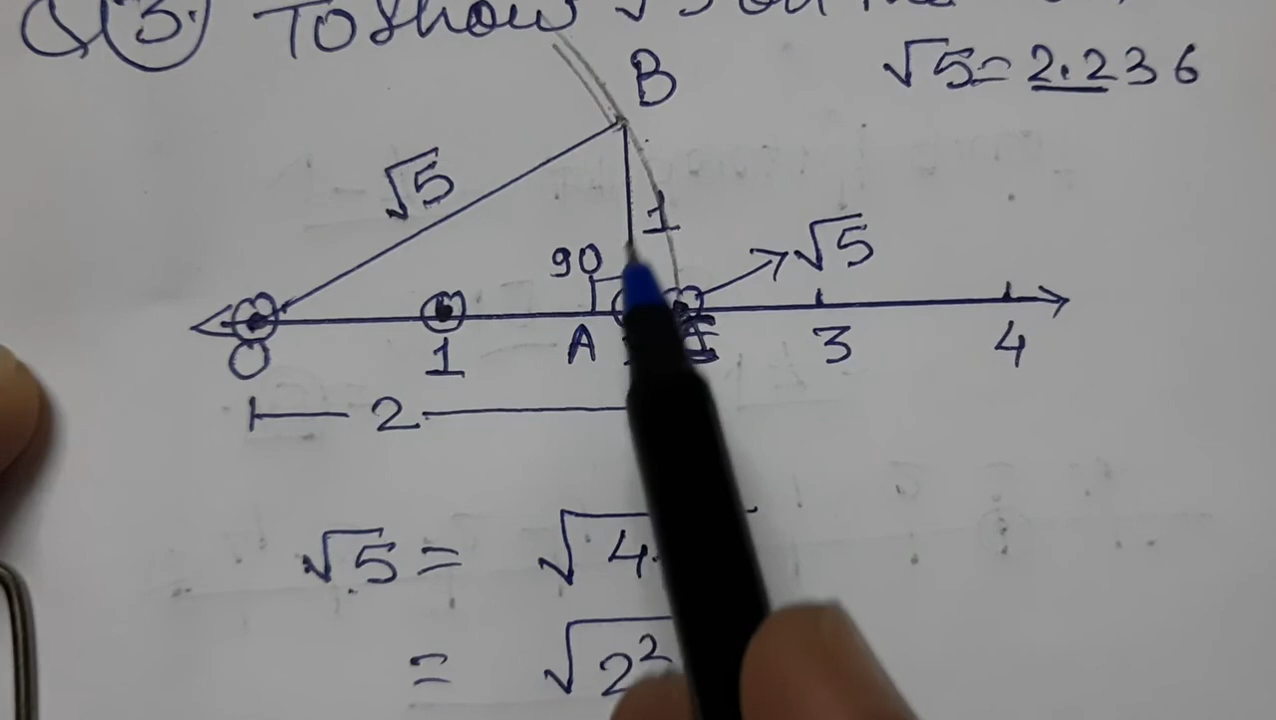 Q (3.) To show √5 on the
√5 = 2.236
B
√5
1
90
√5
0 1 A 3 4
2
√5 = √4
= √2²